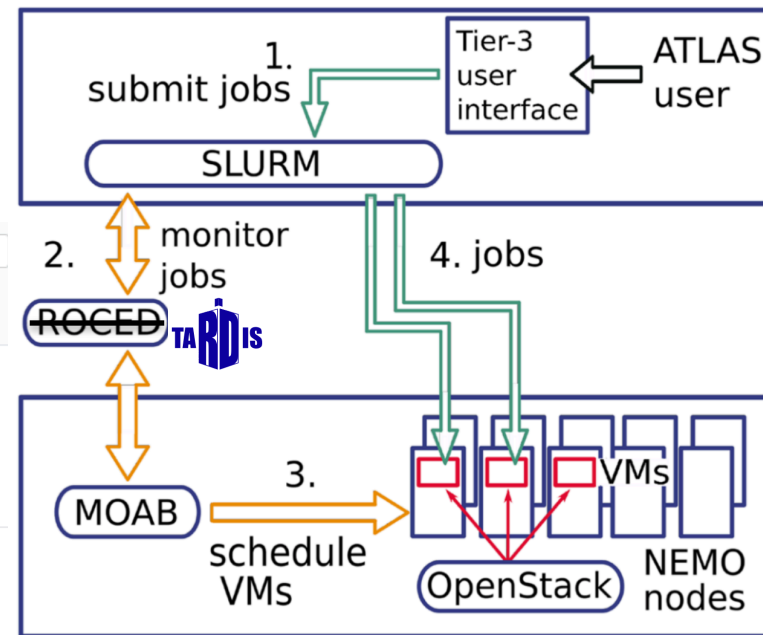 1.
submit jobs
Tier-3
user
interface
ATLAS
user
SLURM
2.
monitor
jobs
4. jobs
ROCED
TARDIS
3.
VMs
MOAB
schedule
VMs
OpenStack
NEMO
nodes